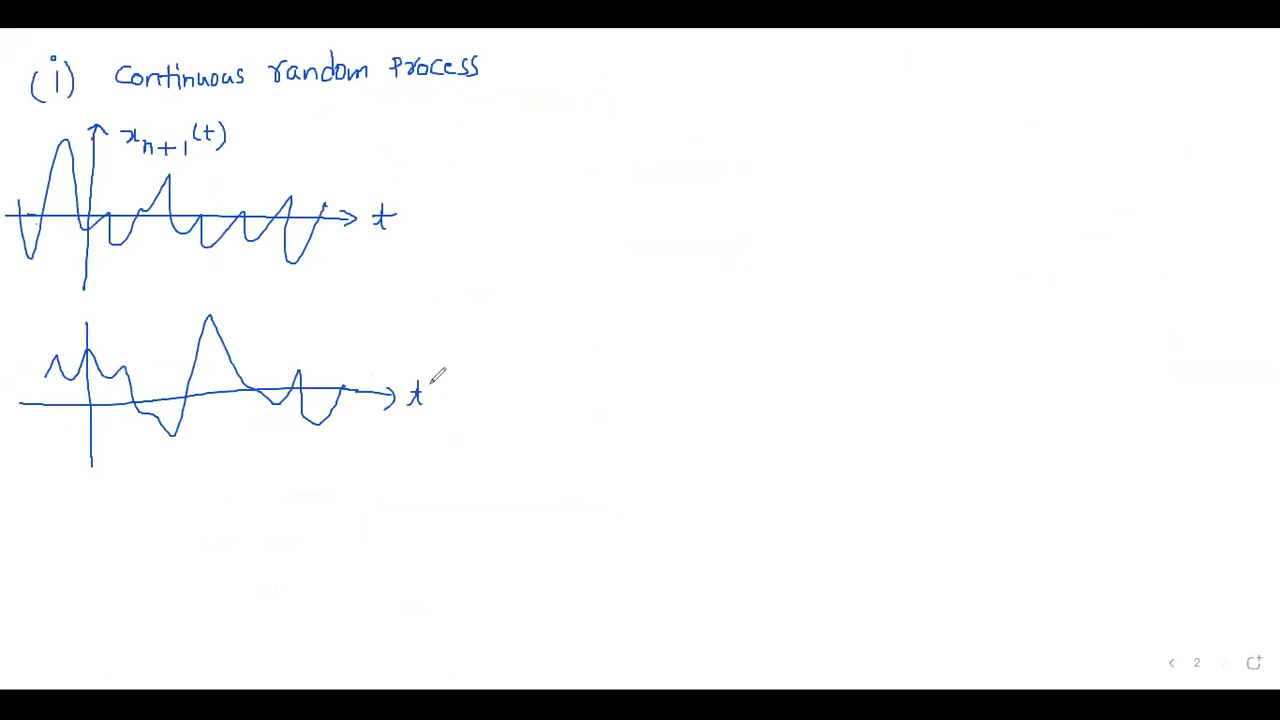 (i) Continuous random Process
x_{n+1}(t)
t
t
2